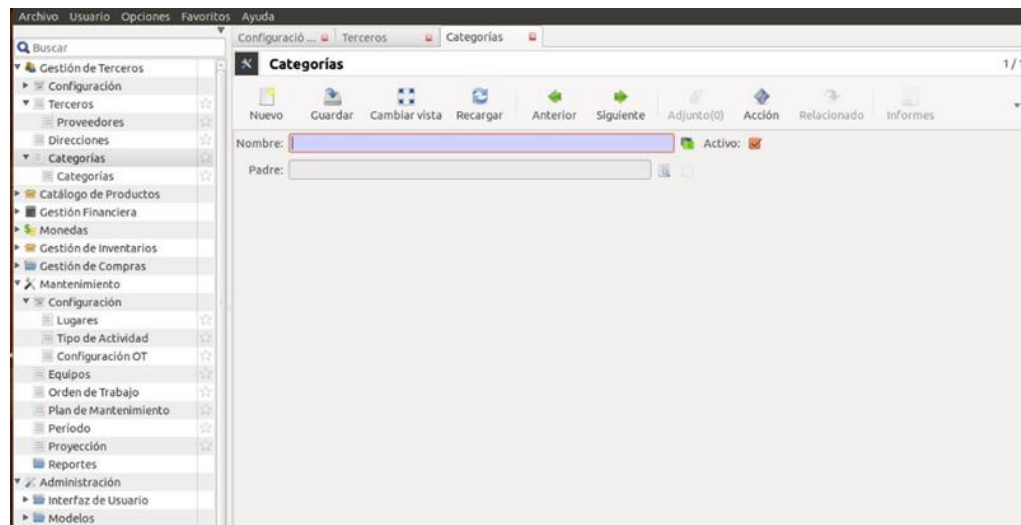 Archivo Usuario Opciones Favoritos Ayuda
Configuració ... Terceros Categorías
Buscar
Categorías 1/1
Gestión de Terceros
Configuración
Terceros
Proveedores
Direcciones
Categorías
Categorías
Catálogo de Productos
Gestión Financiera
Monedas
Gestión de Inventarios
Gestión de Compras
Mantenimiento
Configuración
Lugares
Tipo de Actividad
Configuración OT
Equipos
Orden de Trabajo
Plan de Mantenimiento
Período
Proyección
Reportes
Administración
Interfaz de Usuario
Modelos
Nuevo Guardar Cambiar vista Recargar Anterior Siguiente Adjunto(0) Acción Relacionado Informes
Nombre: Activo:
Padre: